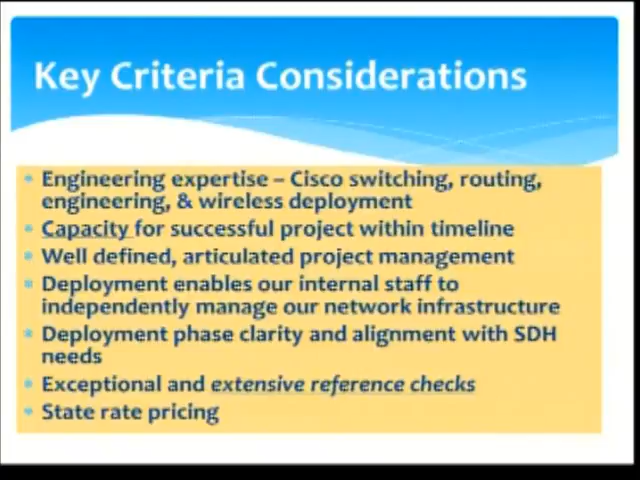 Key Criteria Considerations
Engineering expertise – Cisco switching, routing,
engineering, & wireless deployment
Capacity for successful project within timeline
Well defined, articulated project management
Deployment enables our internal staff to
independently manage our network infrastructure
Deployment phase clarity and alignment with SDH
needs
Exceptional and extensive reference checks
State rate pricing